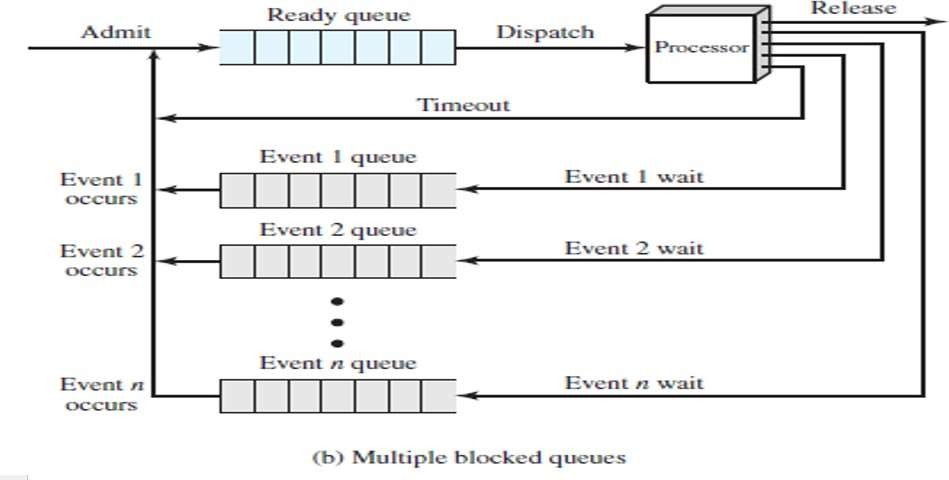 Ready queue
Release
Admit
Dispatch
Processor
Timeout
Event 1 queue
Event 1
occurs
Event 1 wait
Event 2 queue
Event 2
occurs
Event 2 wait
Event n queue
Event n
occurs
Event n wait
(b) Multiple blocked queues